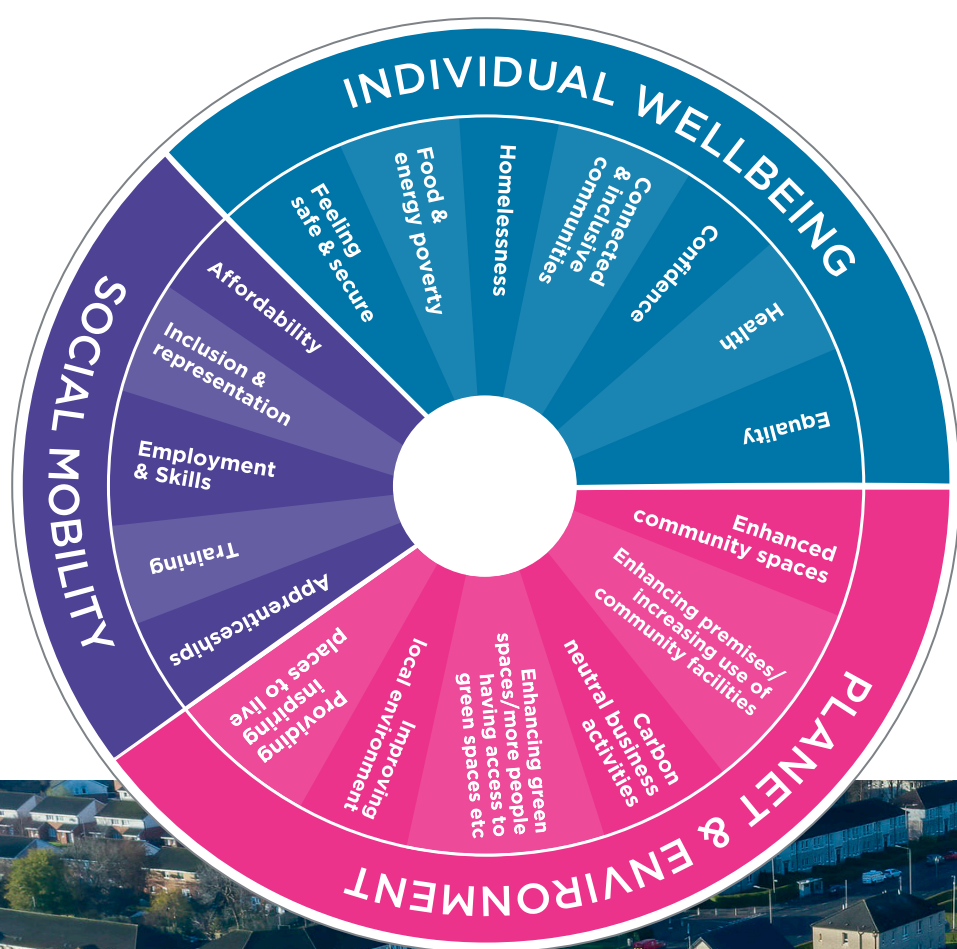 INDIVIDUAL WELLBEING
Feeling
safe & secure
Food &
energy poverty
Homelessness
Connected
& inclusive
communities
Confidence
Health
Equality
PLANET & ENVIRONMENT
Enhanced
community spaces
Enhancing premises/
increasing use of
community facilities
Carbon
neutral business
activities
Enhancing green
spaces/more people
having access to
green spaces etc
Improving
local environment
Providing
inspiring
places to live
SOCIAL MOBILITY
Apprenticeships
Training
Employment
& Skills
Inclusion &
representation
Affordability